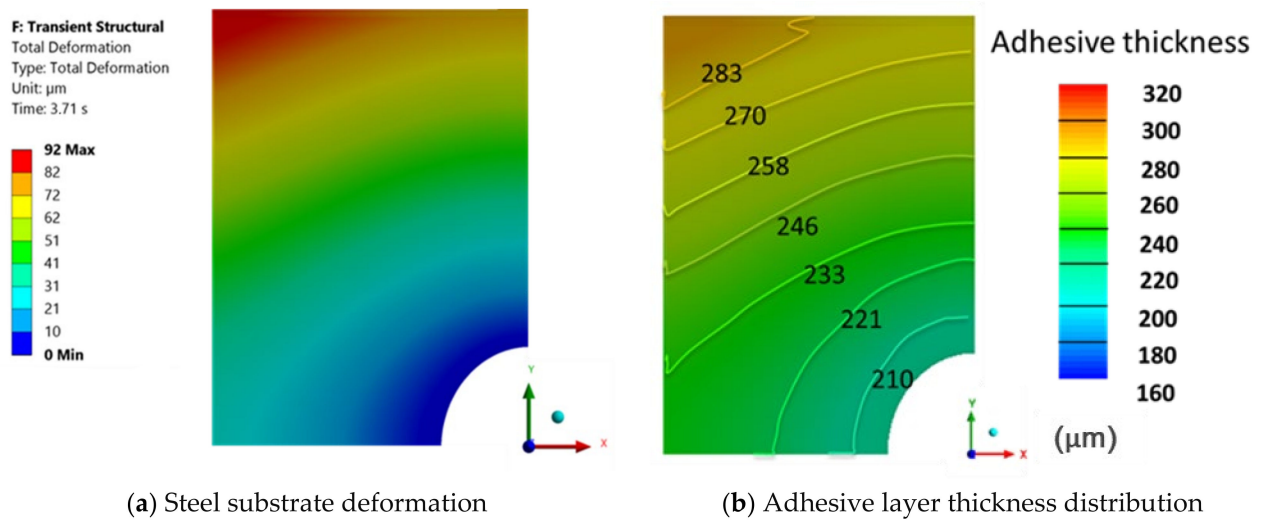 F: Transient Structural
Total Deformation
Type: Total Deformation
Unit: µm
Time: 3.71 s
92 Max
82
72
62
51
41
31
21
10
0 Min
Y
X
(a) Steel substrate deformation
283
270
258
246
233
221
210
Y
X
Adhesive thickness
320
300
280
260
240
220
200
180
160
(µm)
(b) Adhesive layer thickness distribution